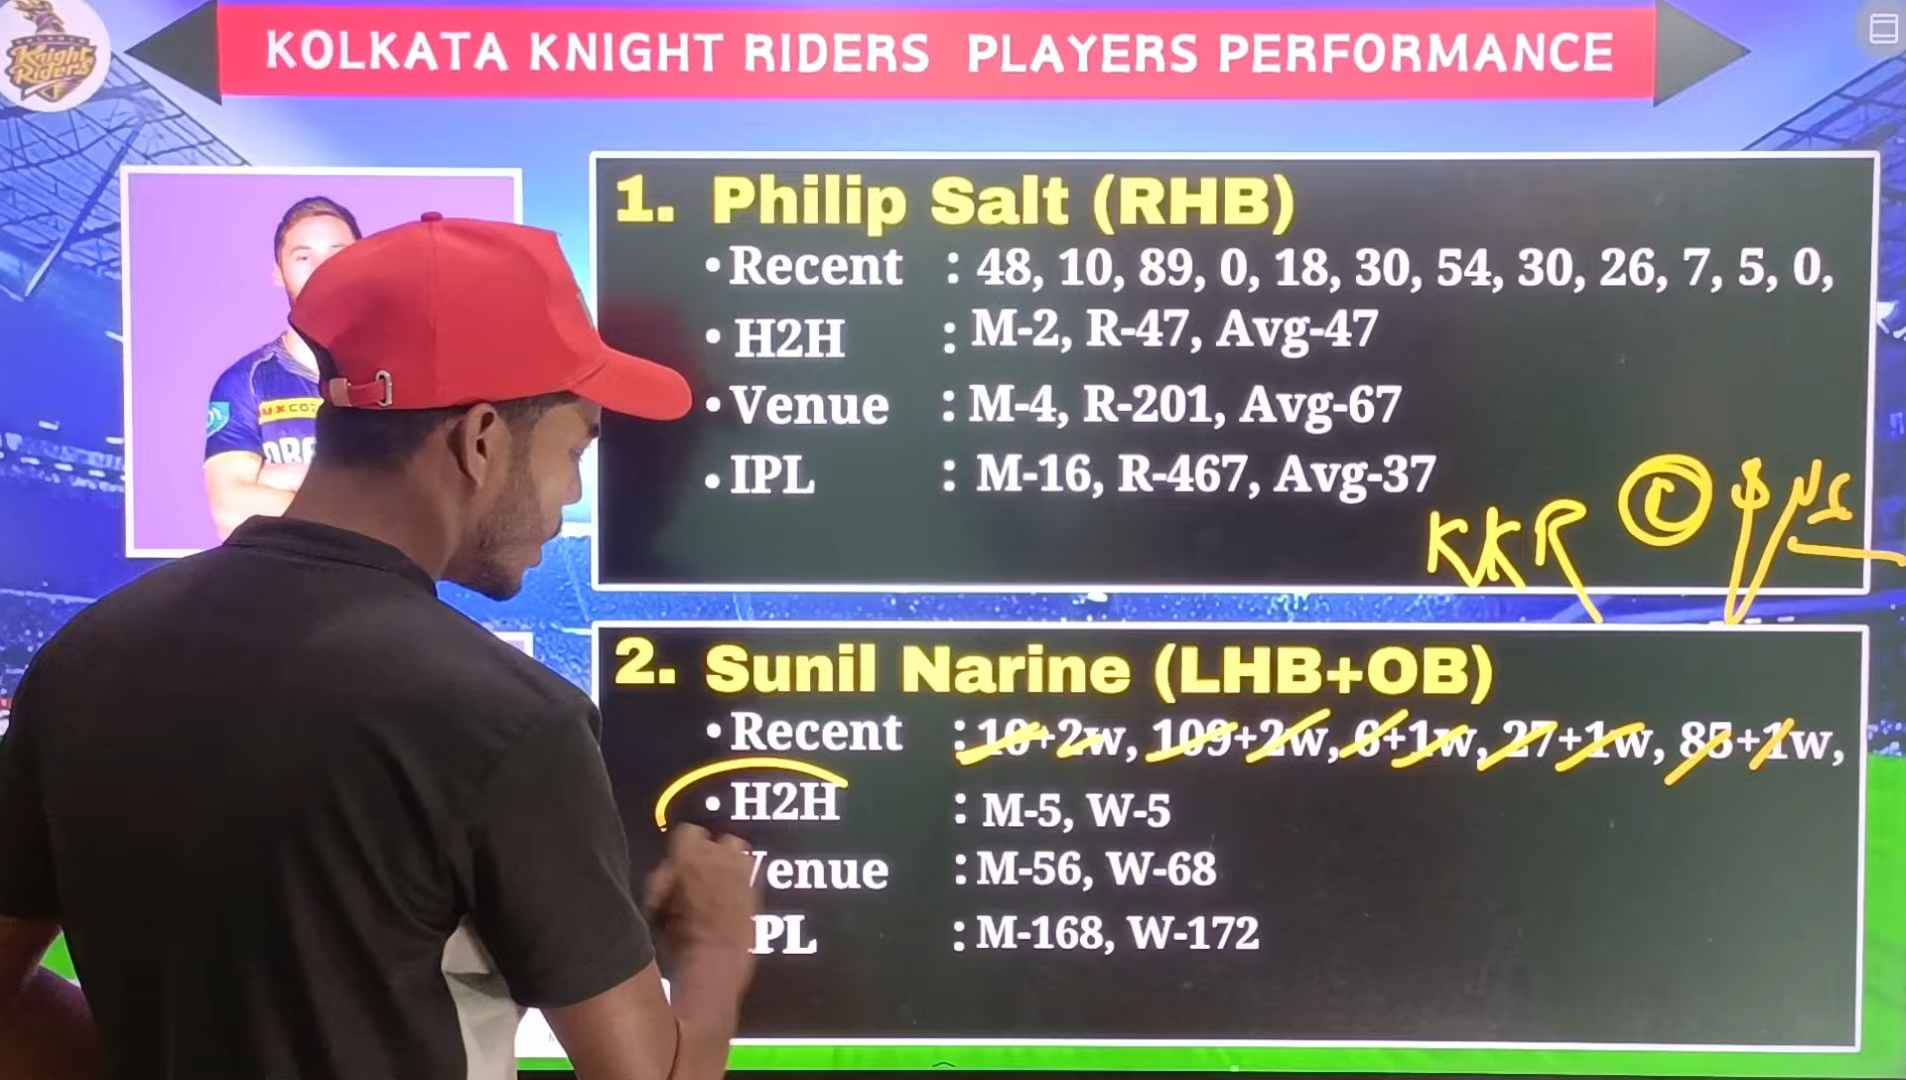 Knight
Riders
KOLKATA KNIGHT RIDERS PLAYERS PERFORMANCE
1. Philip Salt (RHB)
• Recent : 48, 10, 89, 0, 18, 30, 54, 30, 26, 7, 5, 0,
• H2H : M-2, R-47, Avg-47
• Venue : M-4, R-201, Avg-67
• IPL : M-16, R-467, Avg-37
KKR C
2. Sunil Narine (LHB+OB)
• Recent : 10+2w, 109+2w, 6+1w, 27+1w, 85+1w,
• H2H : M-5, W-5
Venue : M-56, W-68
PL : M-168, W-172